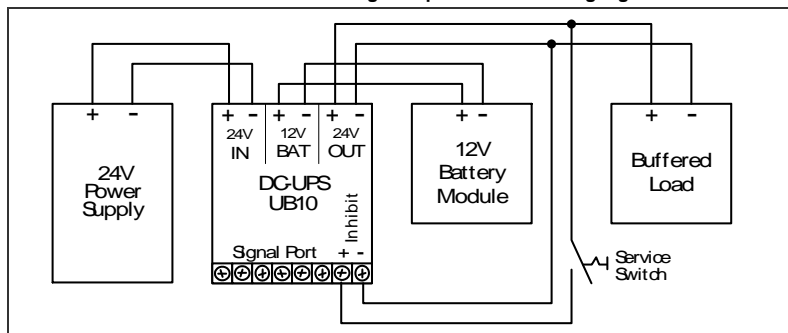 + - + - + - + - + - + -
24V 12V 24V
IN BAT OUT
24V
Power
Supply
DC-UPS
UB10
Inhibit
Signal Port + -
12V
Battery
Module
Buffered
Load
Service
Switch